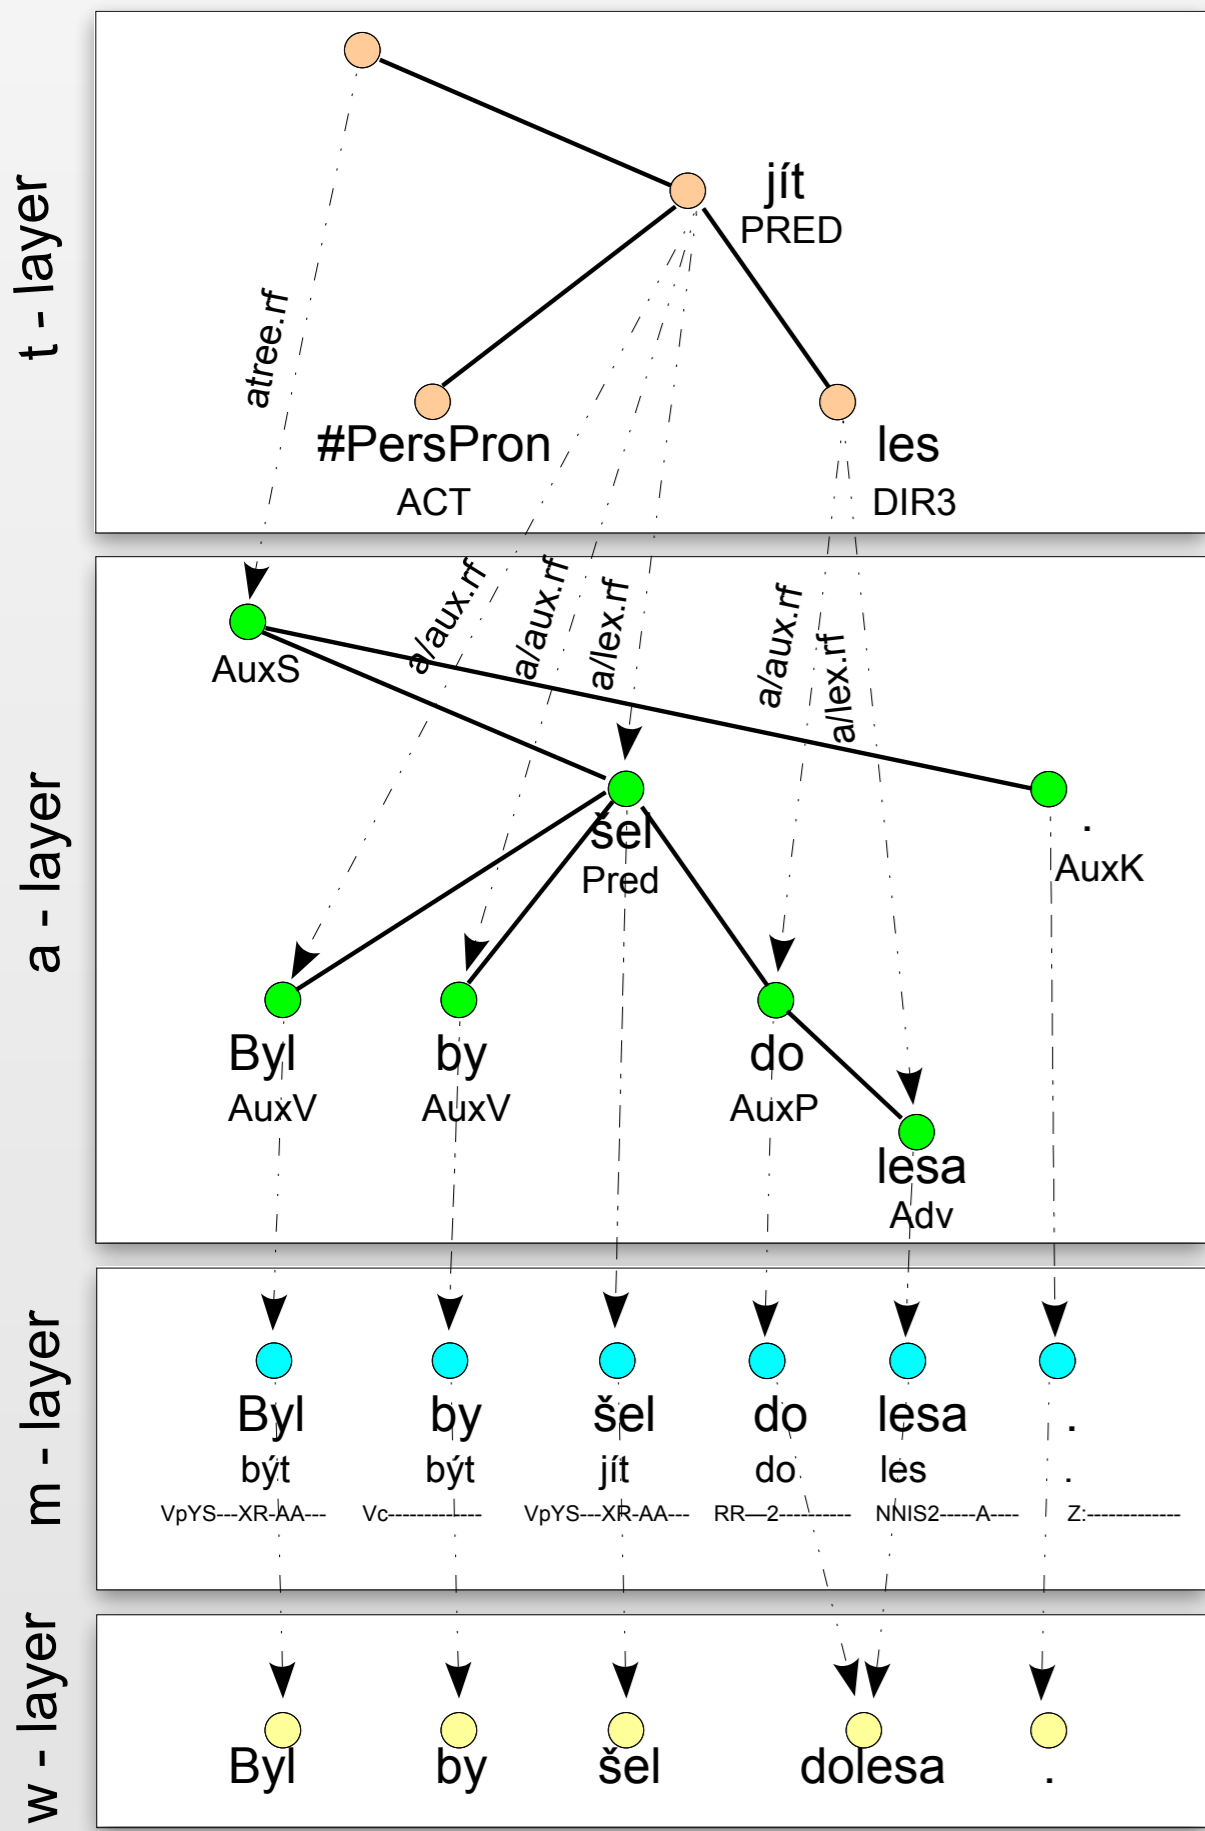 t - layer
jít
PRED
atree.rf
#PersPron
ACT
les
DIR3
a - layer
a/aux.rf
a/aux.rf
a/lex.rf
a/aux.rf
a/lex.rf
AuxS
šel
Pred
.
AuxK
Byl by do
AuxV AuxV AuxP
lesa
Adv
m - layer
Byl by šel do lesa .
být být jít do les .
VpYS---XR-AA--- Vc------------- VpYS---XR-AA--- RR—2---------- NNIS2-----A---- Z:-------------
w - layer
Byl by šel dolesa .